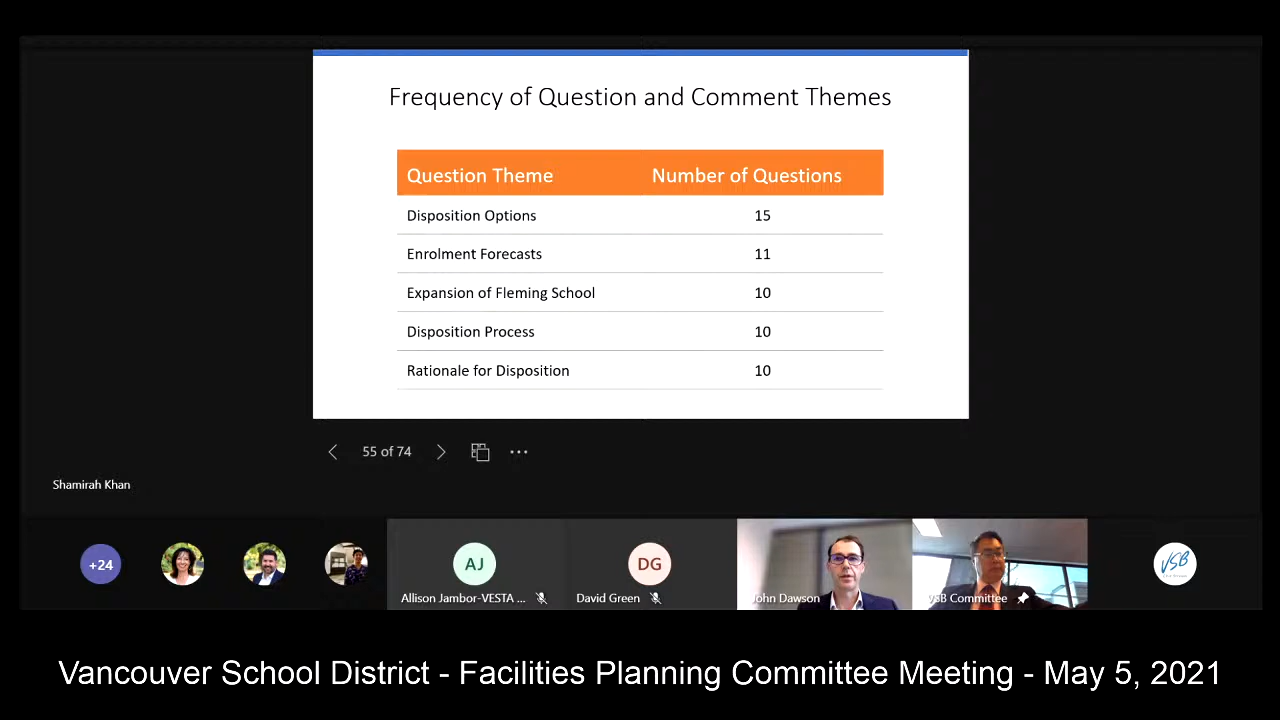 Frequency of Question and Comment Themes
Question Theme Number of Questions
Disposition Options 15
Enrolment Forecasts 11
Expansion of Fleming School 10
Disposition Process 10
Rationale for Disposition 10
55 of 74
Shamirah Khan
+24
AJ
Allison Jambor-VESTA ...
DG
David Green
John Dawson
VSB Committee
VSB
Vancouver School District - Facilities Planning Committee Meeting - May 5, 2021